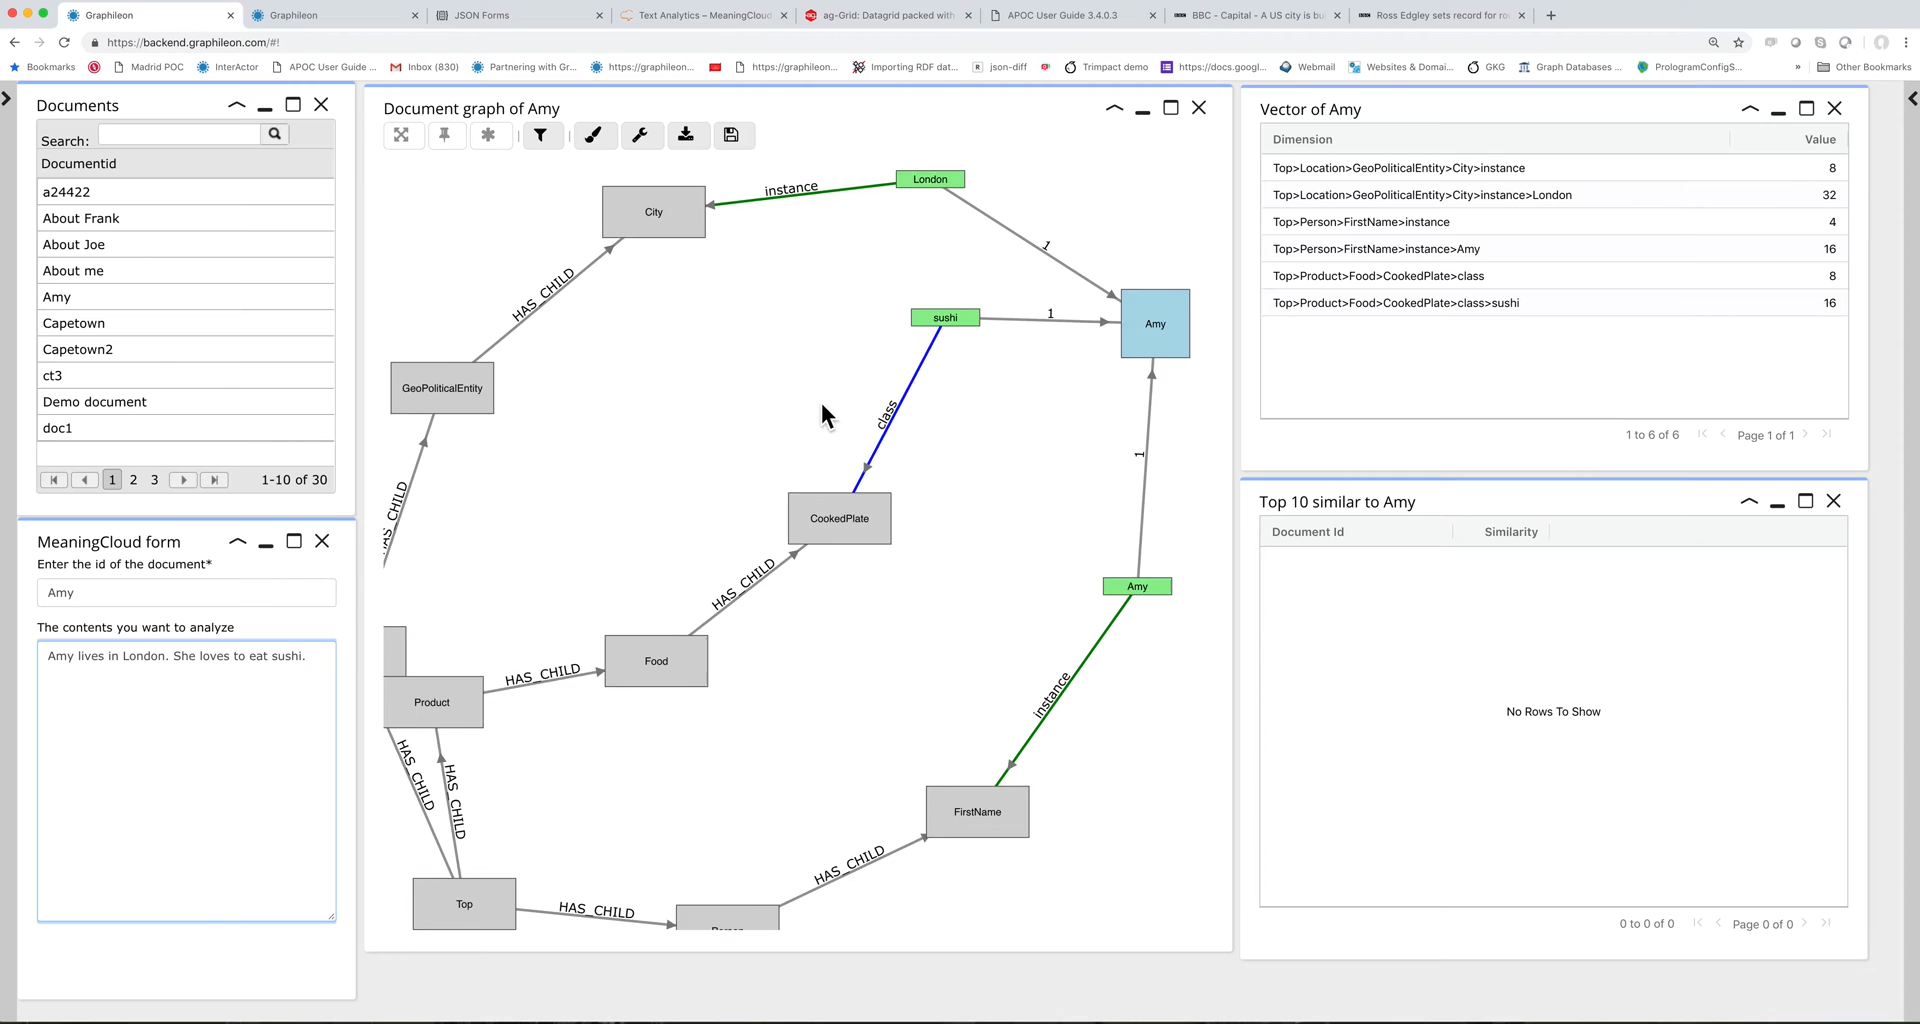 Graphileon
Graphileon
JSON Forms
Text Analytics – MeaningCloud
ag-Grid: Datagrid packed with
APOC User Guide 3.4.0.3
BBC - Capital - A US city is bu
Ross Edgley sets record for ro
https://backend.graphileon.com/#!
Bookmarks
Madrid POC
InterActor
APOC User Guide ...
Inbox (830)
Partnering with Gr...
https://graphileon...
https://graphileon...
Importing RDF dat...
json-diff
Trimpact demo
https://docs.googl...
Webmail
Websites & Domai...
GKG
Graph Databases ...
PrologramConfigS...
»
Other Bookmarks
Documents
Search:
Documentid
a24422
About Frank
About Joe
About me
Amy
Capetown
Capetown2
ct3
Demo document
doc1
1 2 3
1-10 of 30
MeaningCloud form
Enter the id of the document*
Amy
The contents you want to analyze
Amy lives in London. She loves to eat sushi.
Document graph of Amy
London
instance
City
1
HAS_CHILD
sushi
1
Amy
GeoPoliticalEntity
class
1
HAS_CHILD
CookedPlate
HAS_CHILD
Amy
Food
HAS_CHILD
Product
instance
HAS_CHILD
HAS_CHILD
FirstName
HAS_CHILD
Top
HAS_CHILD
Person
Vector of Amy
Dimension Value
Top>Location>GeoPoliticalEntity>City>instance 8
Top>Location>GeoPoliticalEntity>City>instance>London 32
Top>Person>FirstName>instance 4
Top>Person>FirstName>instance>Amy 16
Top>Product>Food>CookedPlate>class 8
Top>Product>Food>CookedPlate>class>sushi 16
1 to 6 of 6 Page 1 of 1
Top 10 similar to Amy
Document Id Similarity
No Rows To Show
0 to 0 of 0 Page 0 of 0